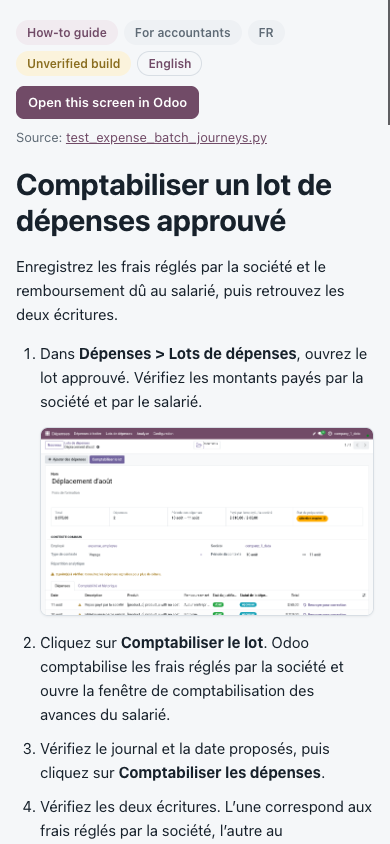 How-to guide
For accountants
FR
Unverified build
English
Open this screen in Odoo
Source: test_expense_batch_journeys.py
Comptabiliser un lot de
dépenses approuvé
Enregistrez les frais réglés par la société et le
remboursement dû au salarié, puis retrouvez les
deux écritures.
1. Dans Dépenses > Lots de dépenses, ouvrez le
lot approuvé. Vérifiez les montants payés par la
société et par le salarié.
Déplacement d'août
2. Cliquez sur Comptabiliser le lot. Odoo
comptabilise les frais réglés par la société et
ouvre la fenêtre de comptabilisation des
avances du salarié.
3. Vérifiez le journal et la date proposés, puis
cliquez sur Comptabiliser les dépenses.
4. Vérifiez les deux écritures. L’une correspond aux
frais réglés par la société, l’autre au